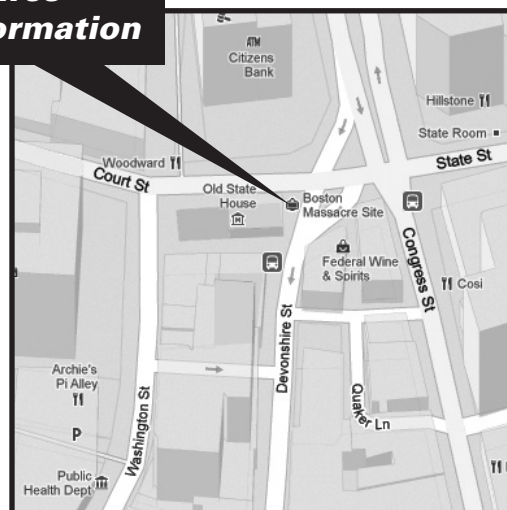 ormation
ATM
Citizens
Bank
Hillstone
State Room
State St
Woodward
Court St
Old State
House
Boston
Massacre Site
Federal Wine
& Spirits
Congress St
Cosi
Devonshire St
Archie's
Pi Alley
Quaker Ln
Washington St
P
Public
Health Dept